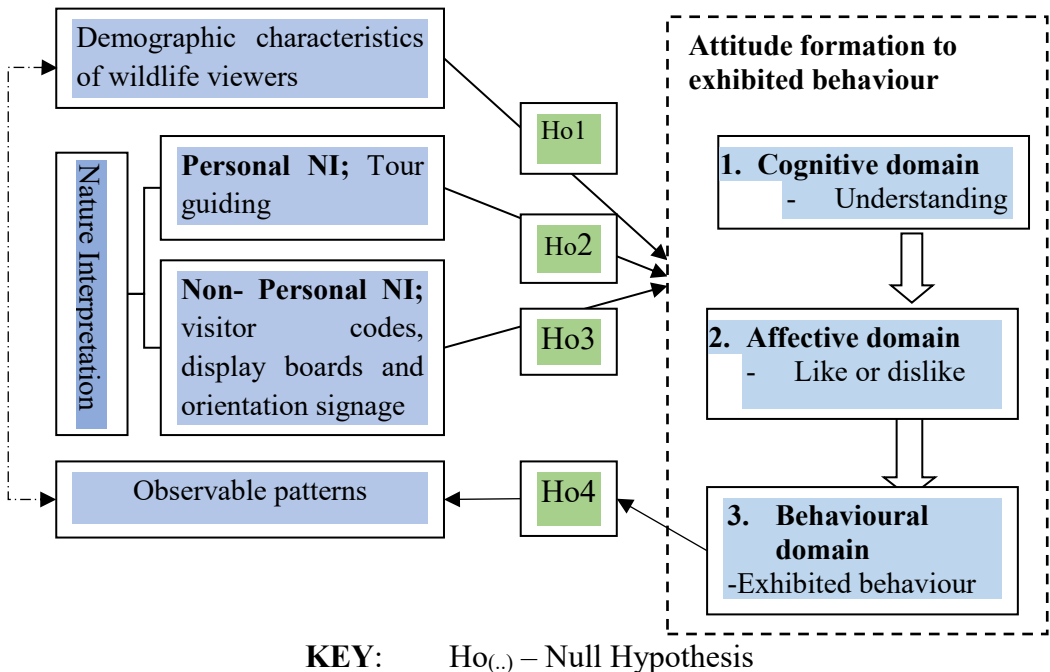 Demographic characteristics
of wildlife viewers
Nature Interpretation
Personal NI; Tour
guiding
Non- Personal NI;
visitor codes,
display boards and
orientation signage
Observable patterns
Ho1
Ho2
Ho3
Ho4
Attitude formation to
exhibited behaviour
1. Cognitive domain
- Understanding
2. Affective domain
- Like or dislike
3. Behavioural
domain
-Exhibited behaviour
KEY: Ho(..) – Null Hypothesis